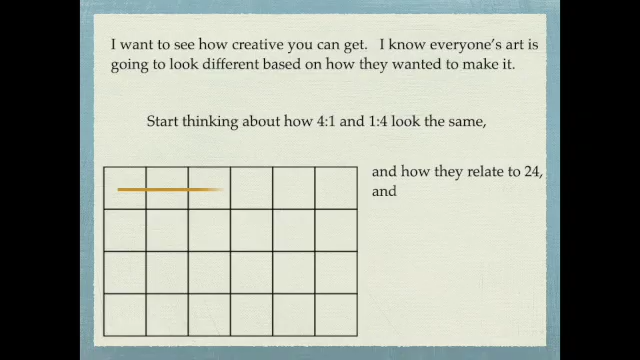 I want to see how creative you can get. I know everyone's art is
going to look different based on how they wanted to make it.
Start thinking about how 4:1 and 1:4 look the same,
and how they relate to 24,
and